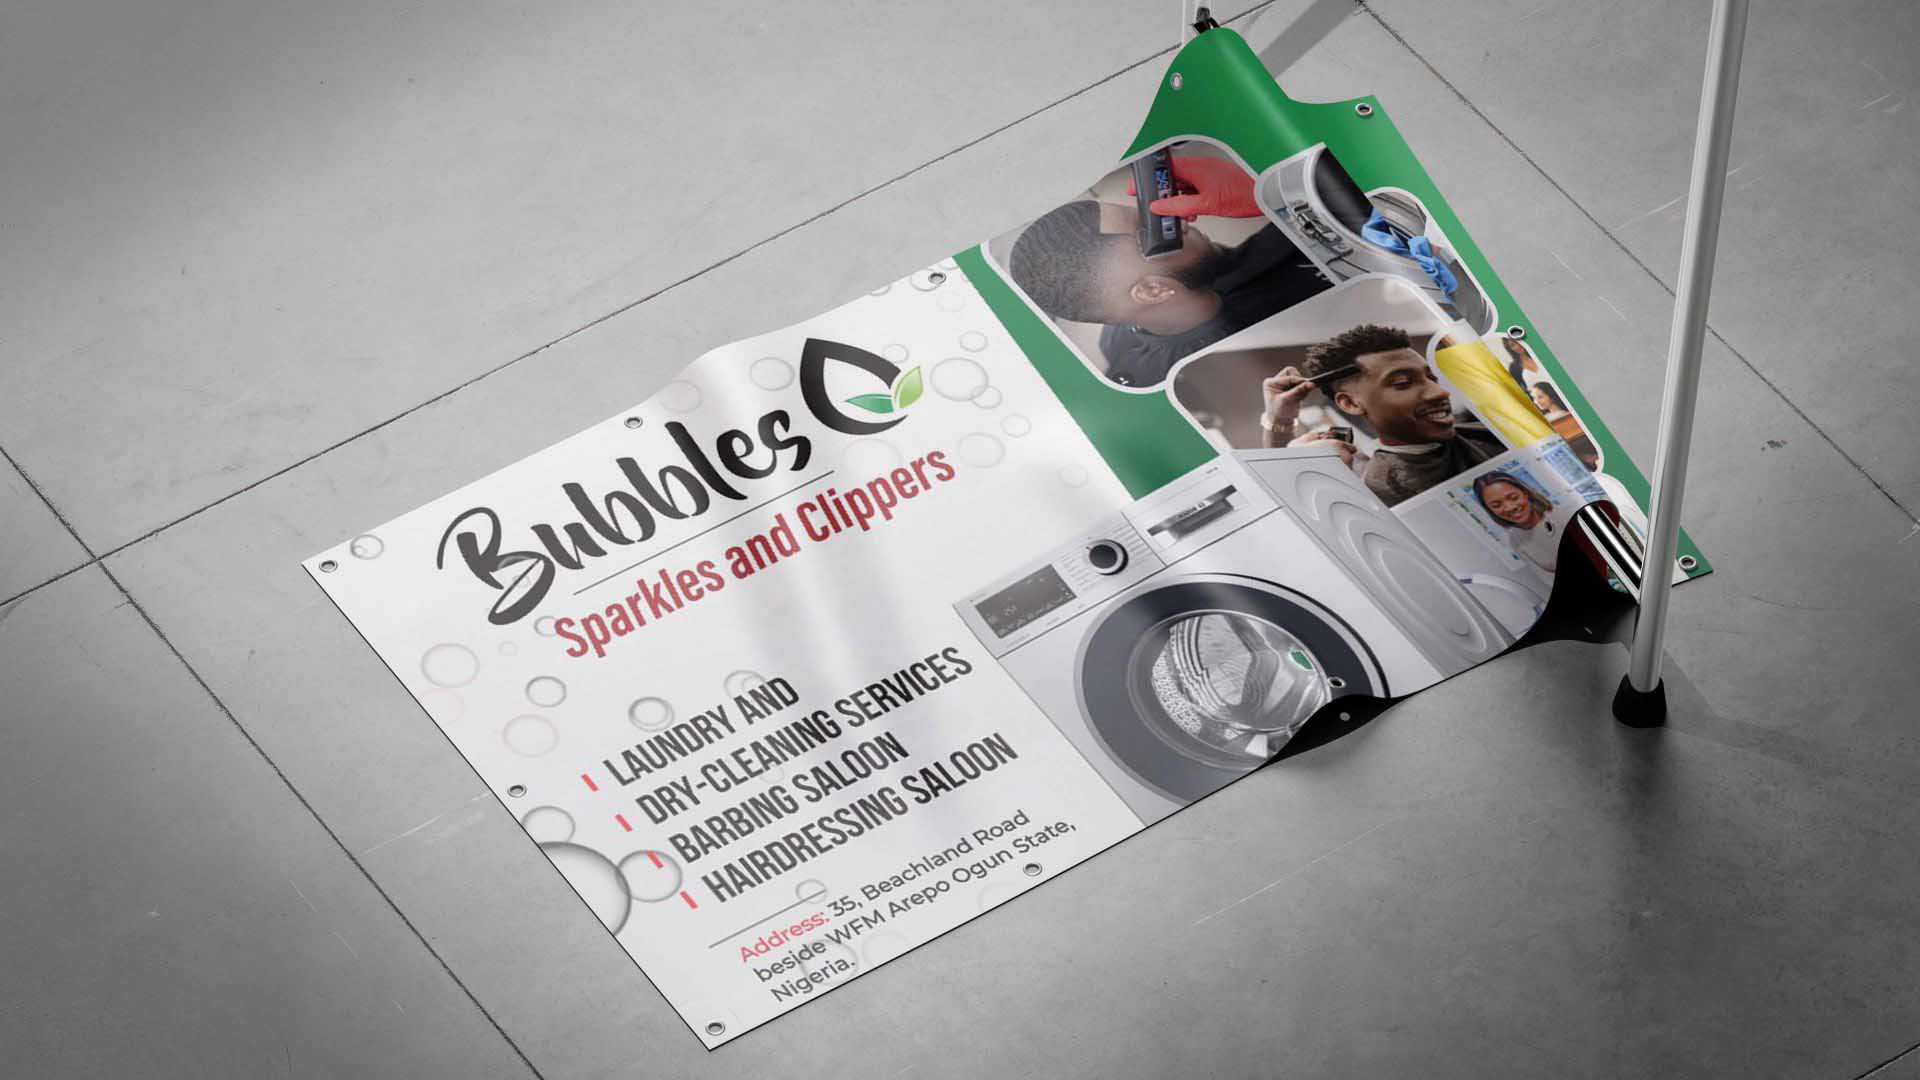 Bubbles
Sparkles and Clippers
LAUNDRY AND
DRY-CLEANING SERVICES
BARBING SALOON
HAIRDRESSING SALOON
Address: 35, Beachland Road
beside WFM Arepo Ogun State,
Nigeria.